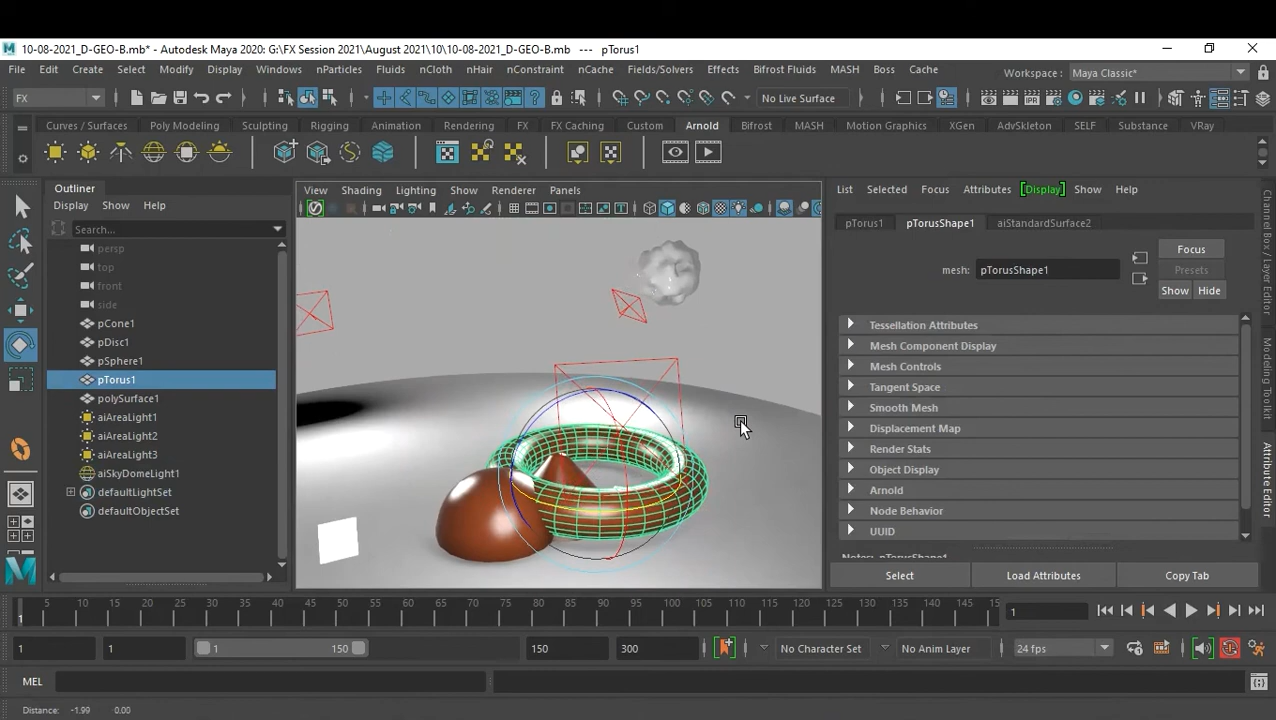 10-08-2021_D-GEO-B.mb* - Autodesk Maya 2020: G:\FX Session 2021\August 2021\10\10-08-2021_D-GEO-B.mb --- pTorus1
File Edit Create Select Modify Display Windows nParticles Fluids nCloth nHair nConstraint nCache Fields/Solvers Effects Bifrost Fluids MASH Boss Cache Workspace : Maya Classic*
FX No Live Surface
Curves / Surfaces Poly Modeling Sculpting Rigging Animation Rendering FX FX Caching Custom Arnold Bifrost MASH Motion Graphics XGen AdvSkeleton SELF Substance VRay
Outliner
Display Show Help
Search...
persp
top
front
side
pCone1
pDisc1
pSphere1
pTorus1
polySurface1
aiAreaLight1
aiAreaLight2
aiAreaLight3
aiSkyDomeLight1
defaultLightSet
defaultObjectSet
View Shading Lighting Show Renderer Panels
List Selected Focus Attributes [Display] Show Help
pTorus1 pTorusShape1 aiStandardSurface2
mesh: pTorusShape1
Focus
Presets
Show Hide
Tessellation Attributes
Mesh Component Display
Mesh Controls
Tangent Space
Smooth Mesh
Displacement Map
Render Stats
Object Display
Arnold
Node Behavior
UUID
Notes: pTorusShape1
Select Load Attributes Copy Tab
Channel Box / Layer Editor
Modeling Toolkit
Attribute Editor
5 10 15 20 25 30 35 40 45 50 55 60 65 70 75 80 85 90 95 100 105 110 115 120 125 130 135 140 145 15 1
1 1 1 150 150 300 No Character Set No Anim Layer 24 fps
MEL
Distance: -1.99 0.00